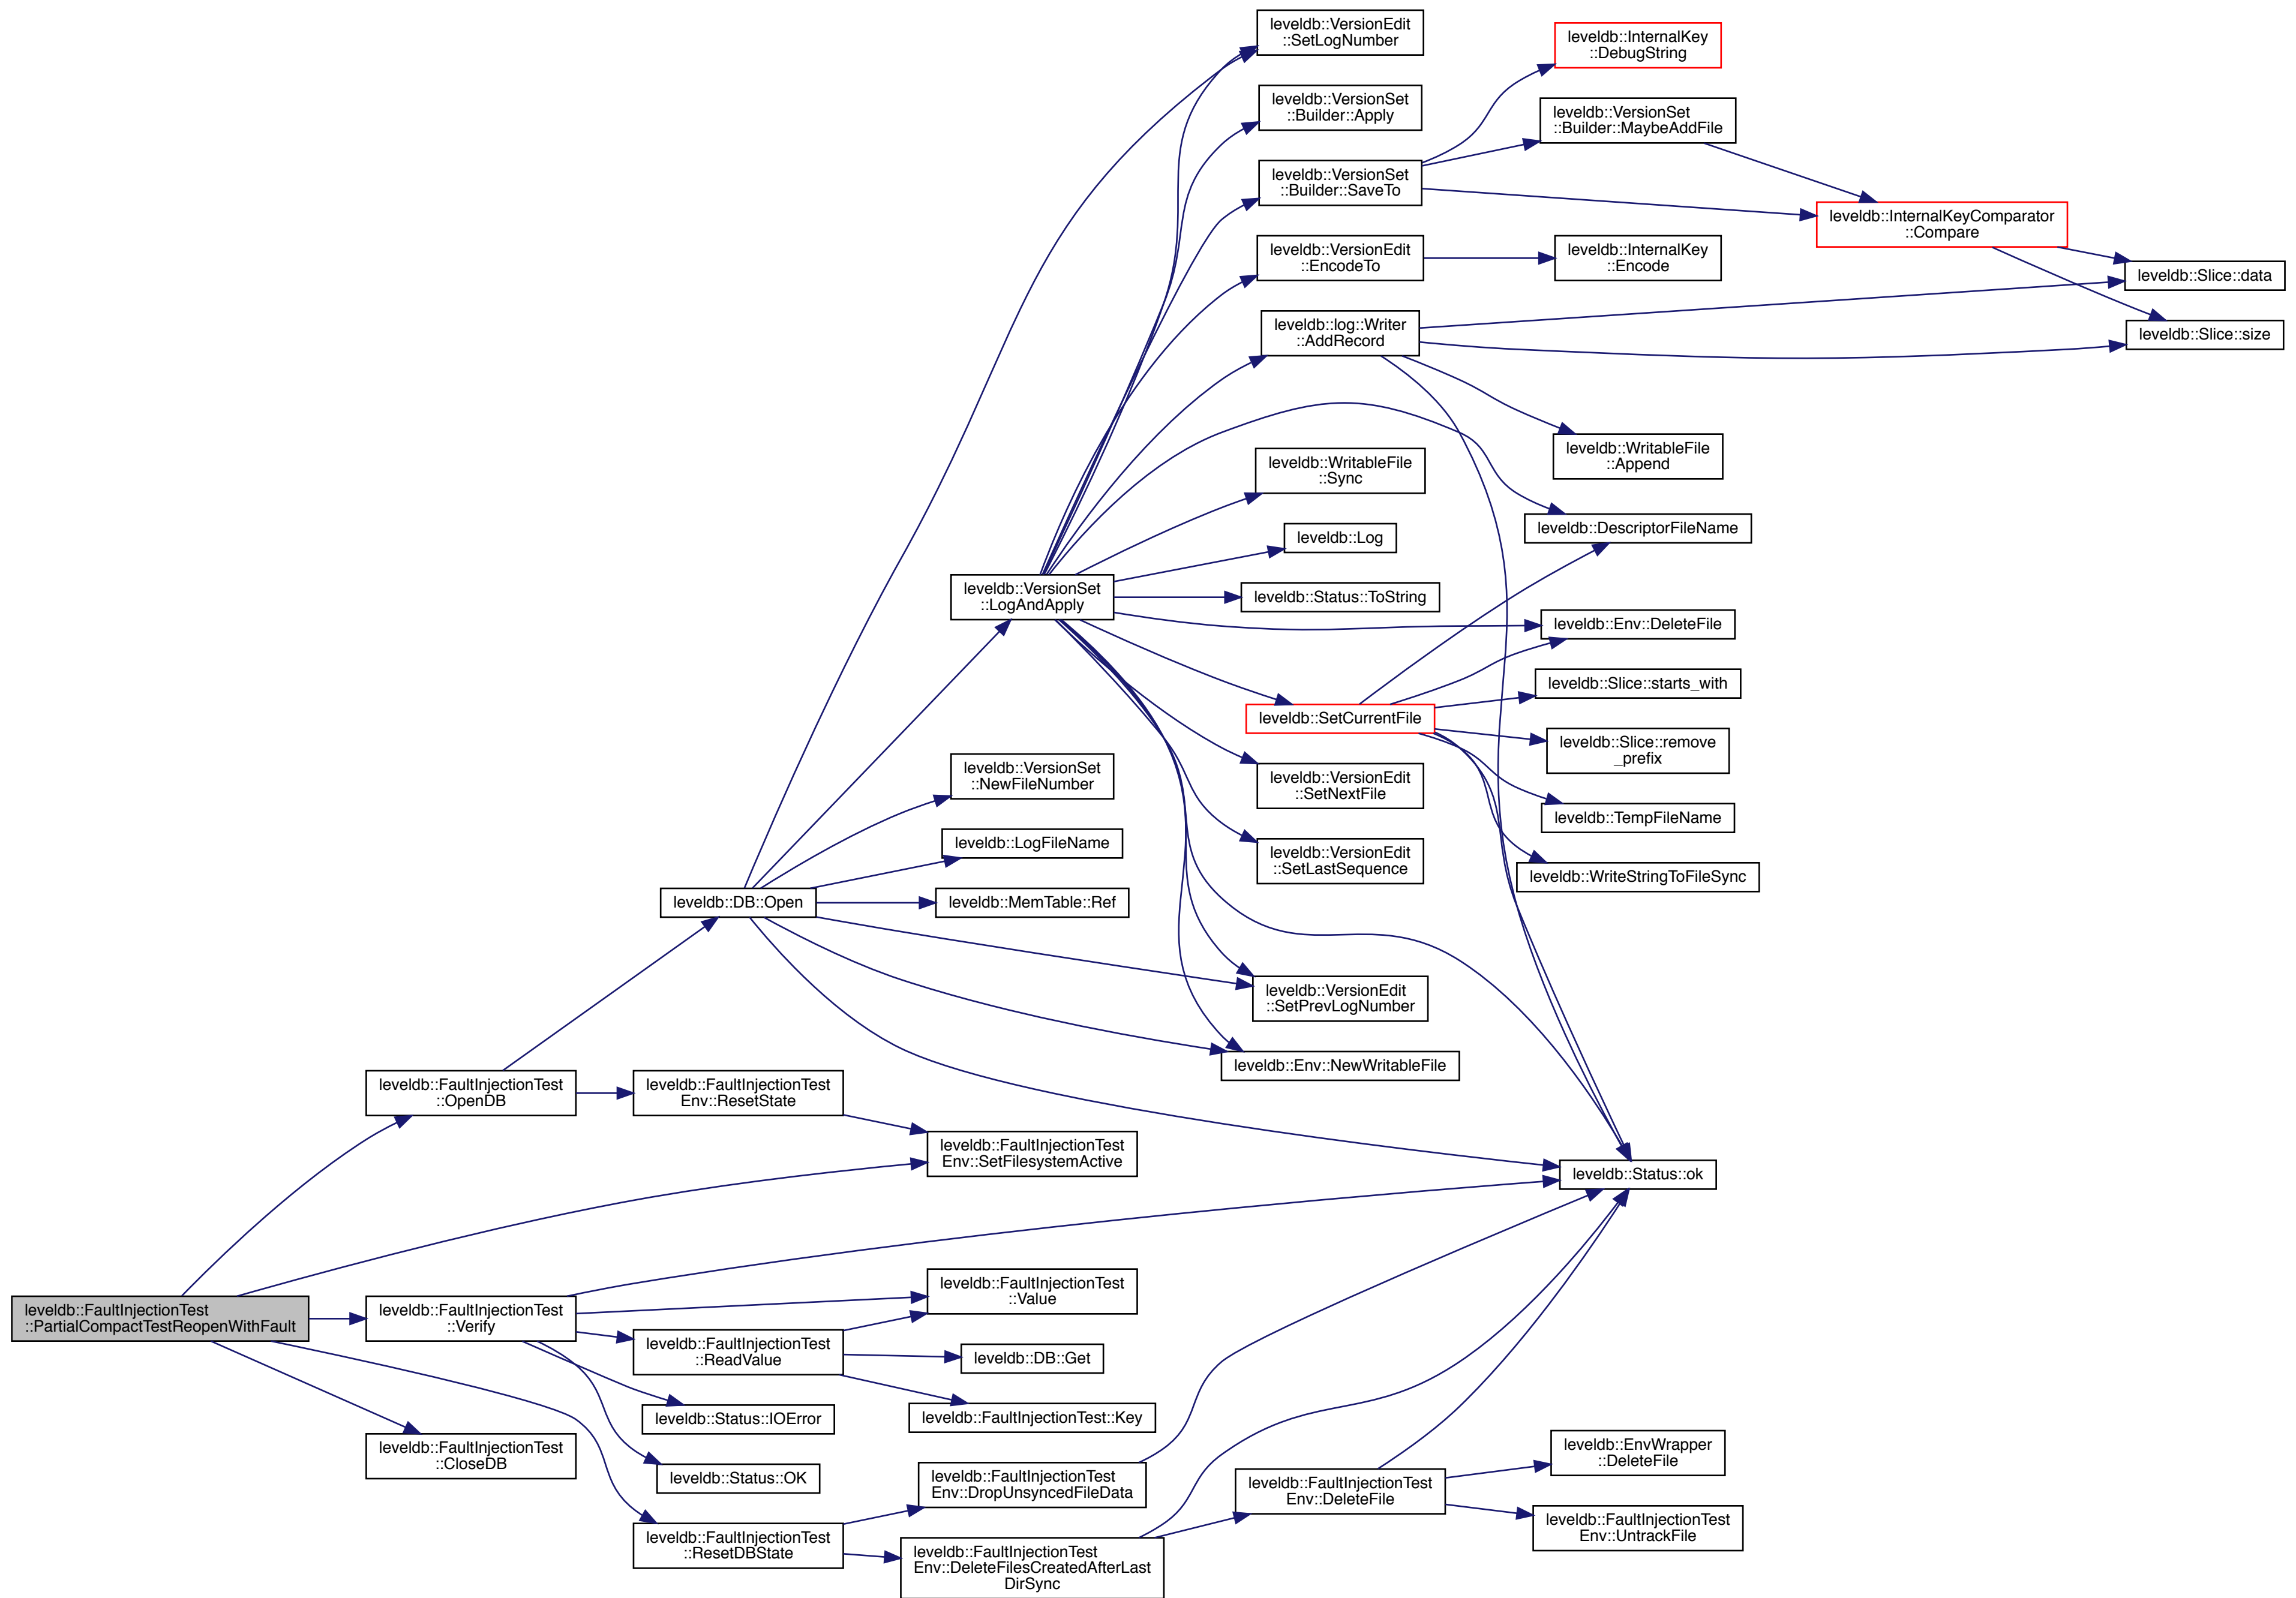 leveldb::VersionEdit
::SetLogNumber
leveldb::InternalKey
::DebugString
leveldb::VersionSet
::Builder::Apply
leveldb::VersionSet
::Builder::MaybeAddFile
leveldb::VersionSet
::Builder::SaveTo
leveldb::InternalKeyComparator
::Compare
leveldb::VersionEdit
::EncodeTo
leveldb::InternalKey
::Encode
leveldb::Slice::data
leveldb::log::Writer
::AddRecord
leveldb::Slice::size
leveldb::WritableFile
::Append
leveldb::WritableFile
::Sync
leveldb::DescriptorFileName
leveldb::Log
leveldb::VersionSet
::LogAndApply
leveldb::Status::ToString
leveldb::Env::DeleteFile
leveldb::Slice::starts_with
leveldb::SetCurrentFile
leveldb::Slice::remove
_prefix
leveldb::VersionSet
::NewFileNumber
leveldb::VersionEdit
::SetNextFile
leveldb::TempFileName
leveldb::LogFileName
leveldb::VersionEdit
::SetLastSequence
leveldb::WriteStringToFileSync
leveldb::DB::Open
leveldb::MemTable::Ref
leveldb::VersionEdit
::SetPrevLogNumber
leveldb::Env::NewWritableFile
leveldb::FaultInjectionTest
::OpenDB
leveldb::FaultInjectionTest
Env::ResetState
leveldb::FaultInjectionTest
Env::SetFilesystemActive
leveldb::Status::ok
leveldb::FaultInjectionTest
::PartialCompactTestReopenWithFault
leveldb::FaultInjectionTest
::Verify
leveldb::FaultInjectionTest
::Value
leveldb::FaultInjectionTest
::ReadValue
leveldb::DB::Get
leveldb::Status::IOError
leveldb::FaultInjectionTest::Key
leveldb::FaultInjectionTest
::CloseDB
leveldb::Status::OK
leveldb::FaultInjectionTest
Env::DropUnsyncedFileData
leveldb::FaultInjectionTest
Env::DeleteFile
leveldb::EnvWrapper
::DeleteFile
leveldb::FaultInjectionTest
Env::UntrackFile
leveldb::FaultInjectionTest
::ResetDBState
leveldb::FaultInjectionTest
Env::DeleteFilesCreatedAfterLast
DirSync